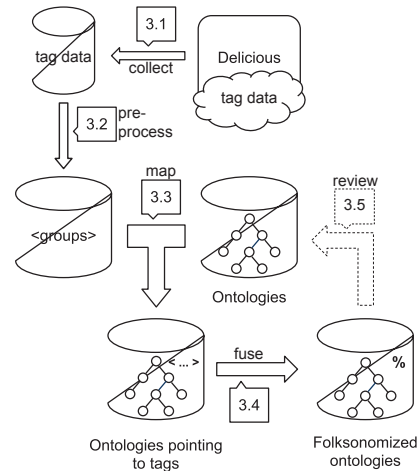 3.1
collect
tag data
Delicious
tag data
3.2
pre-
process
map
3.3
<groups>
Ontologies
review
3.5
< ... >
fuse
3.4
%
Ontologies pointing
to tags
Folksonomized
ontologies